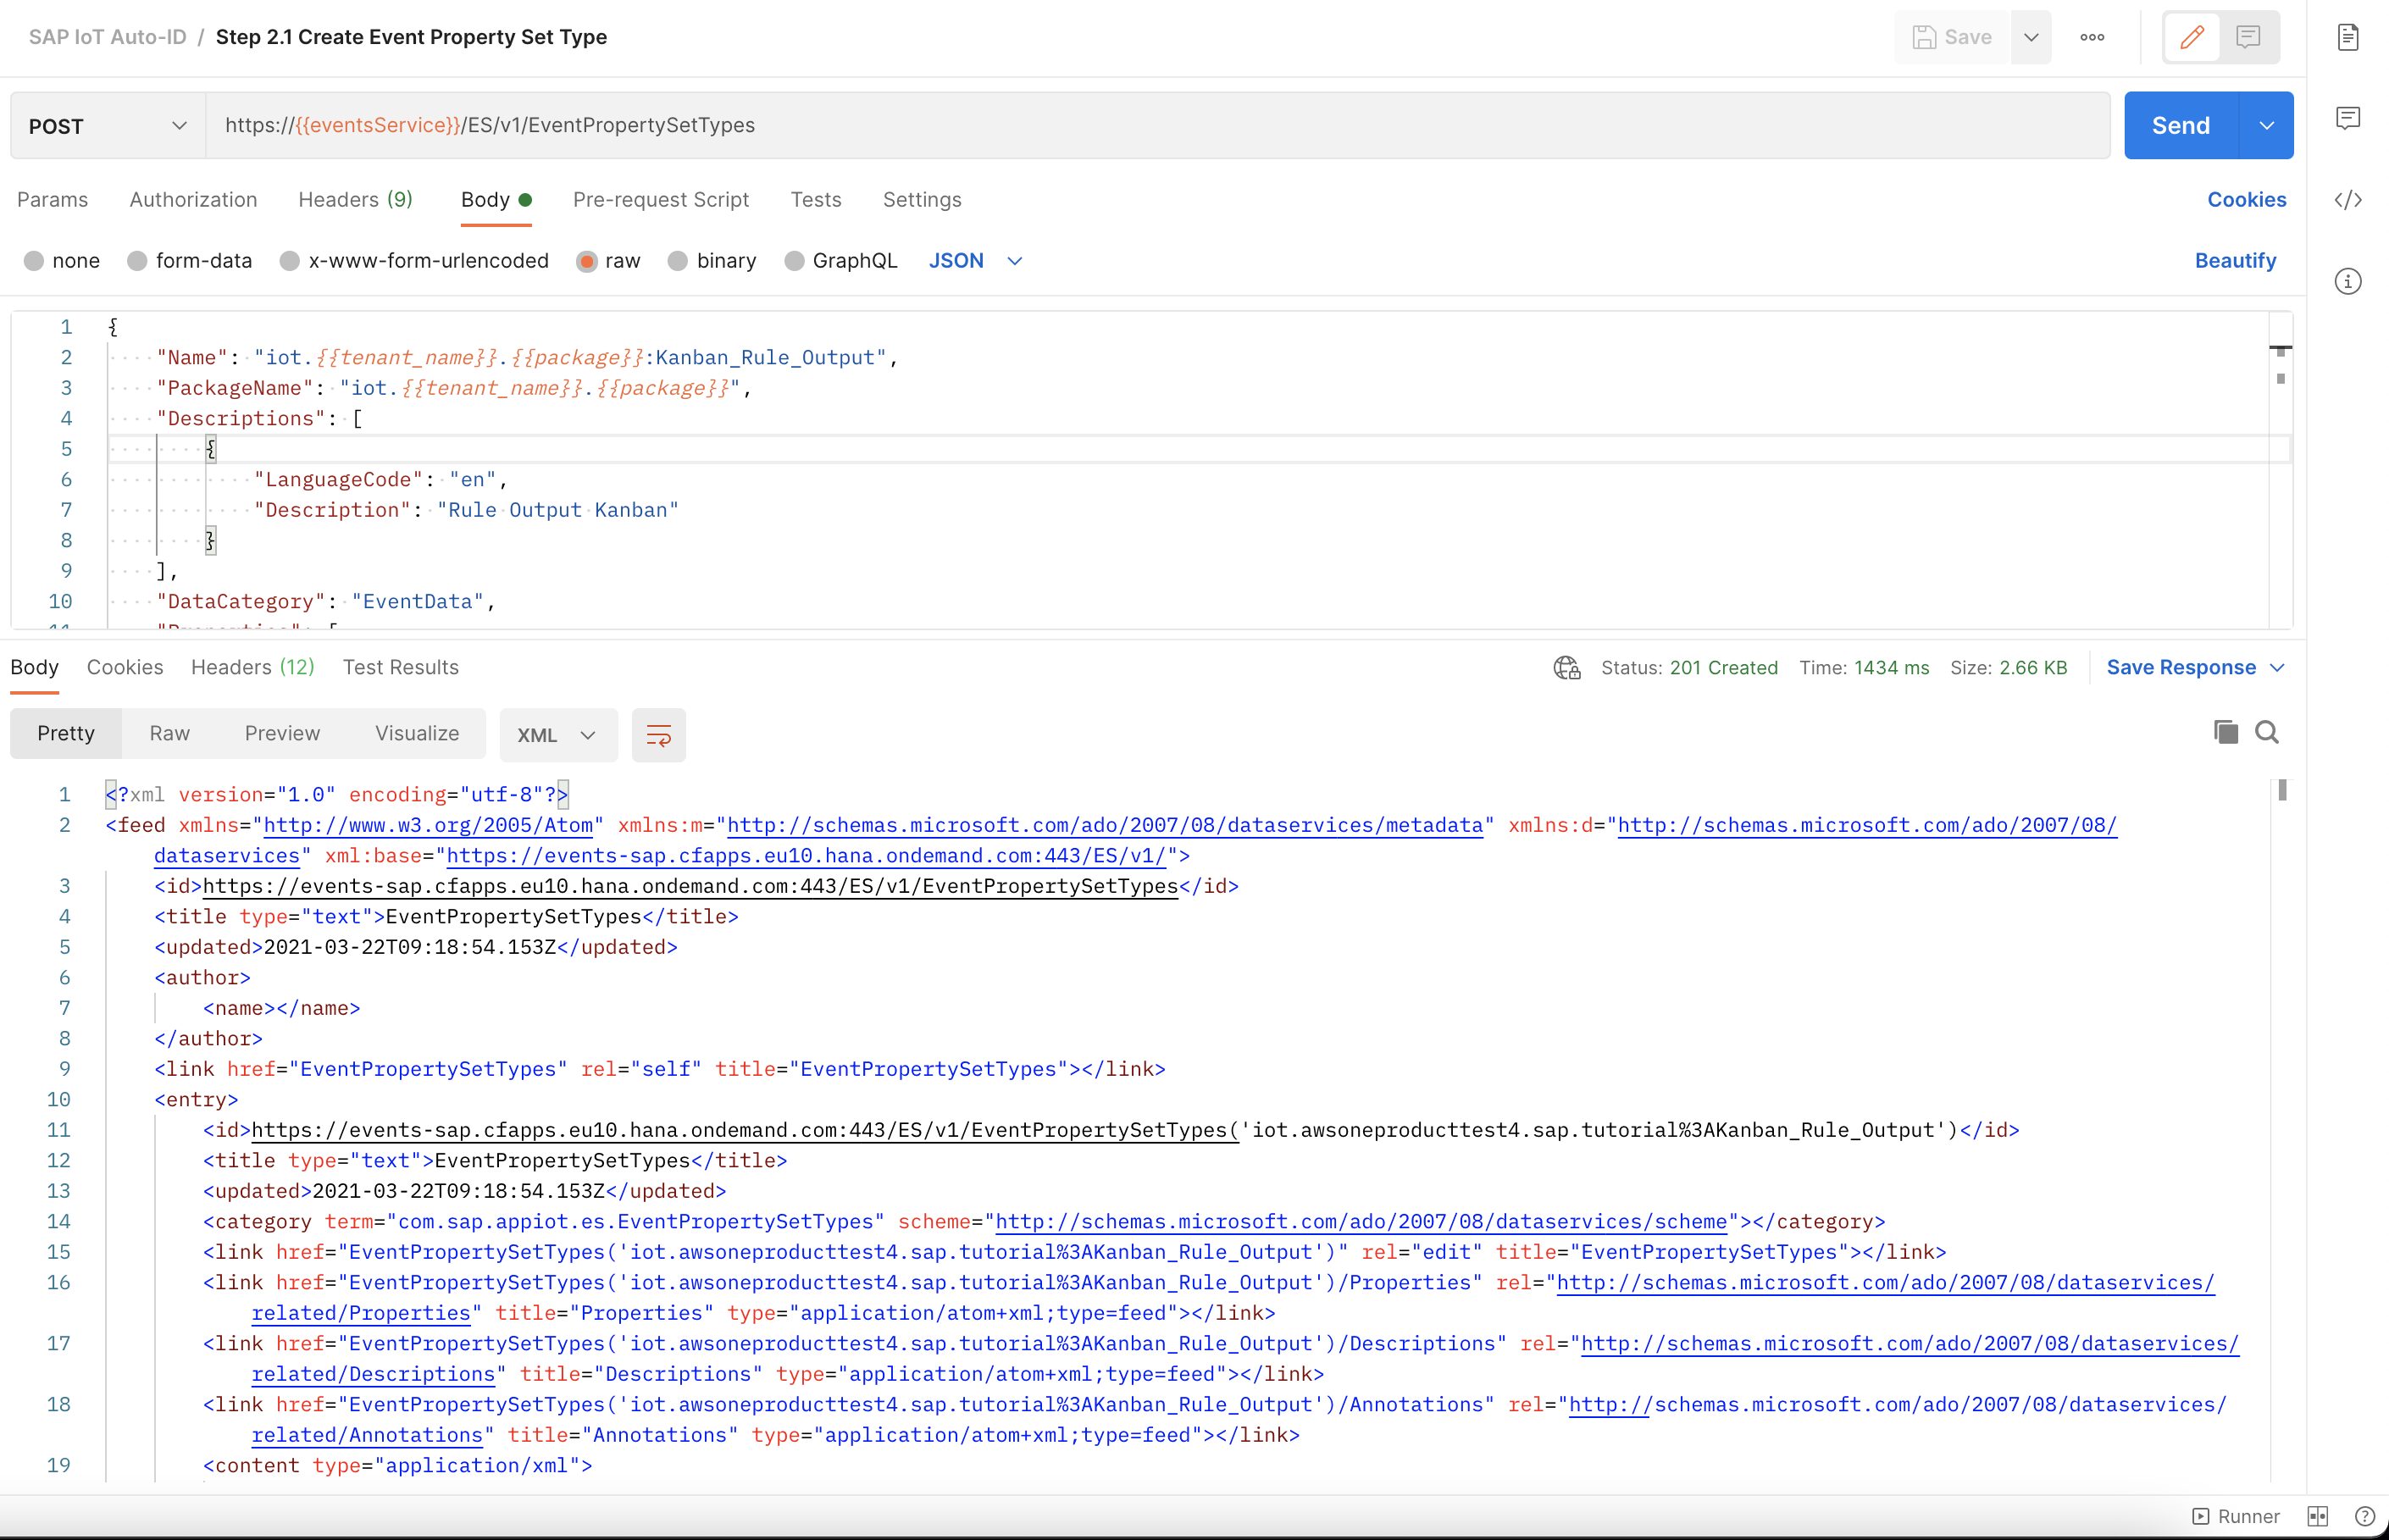 SAP IoT Auto-ID / Step 2.1 Create Event Property Set Type
Save
POST
https://{{eventsService}}/ES/v1/EventPropertySetTypes
Send
Params Authorization Headers (9) Body Pre-request Script Tests Settings Cookies
none form-data x-www-form-urlencoded raw binary GraphQL JSON Beautify
1 {
2 "Name": "iot.{{tenant_name}}.{{package}}:Kanban_Rule_Output",
3 "PackageName": "iot.{{tenant_name}}.{{package}}",
4 "Descriptions": [
5 {
6 "LanguageCode": "en",
7 "Description": "Rule Output Kanban"
8 }
9 ],
10 "DataCategory": "EventData",
Body Cookies Headers (12) Test Results Status: 201 Created Time: 1434 ms Size: 2.66 KB Save Response
Pretty Raw Preview Visualize XML
1 <?xml version="1.0" encoding="utf-8"?>
2 <feed xmlns="http://www.w3.org/2005/Atom" xmlns:m="http://schemas.microsoft.com/ado/2007/08/dataservices/metadata" xmlns:d="http://schemas.microsoft.com/ado/2007/08/
dataservices" xml:base="https://events-sap.cfapps.eu10.hana.ondemand.com:443/ES/v1/">
3 <id>https://events-sap.cfapps.eu10.hana.ondemand.com:443/ES/v1/EventPropertySetTypes</id>
4 <title type="text">EventPropertySetTypes</title>
5 <updated>2021-03-22T09:18:54.153Z</updated>
6 <author>
7 <name></name>
8 </author>
9 <link href="EventPropertySetTypes" rel="self" title="EventPropertySetTypes"></link>
10 <entry>
11 <id>https://events-sap.cfapps.eu10.hana.ondemand.com:443/ES/v1/EventPropertySetTypes('iot.awsoneproducttest4.sap.tutorial%3AKanban_Rule_Output')</id>
12 <title type="text">EventPropertySetTypes</title>
13 <updated>2021-03-22T09:18:54.153Z</updated>
14 <category term="com.sap.appiot.es.EventPropertySetTypes" scheme="http://schemas.microsoft.com/ado/2007/08/dataservices/scheme"></category>
15 <link href="EventPropertySetTypes('iot.awsoneproducttest4.sap.tutorial%3AKanban_Rule_Output')" rel="edit" title="EventPropertySetTypes"></link>
16 <link href="EventPropertySetTypes('iot.awsoneproducttest4.sap.tutorial%3AKanban_Rule_Output')/Properties" rel="http://schemas.microsoft.com/ado/2007/08/dataservices/
related/Properties" title="Properties" type="application/atom+xml;type=feed"></link>
17 <link href="EventPropertySetTypes('iot.awsoneproducttest4.sap.tutorial%3AKanban_Rule_Output')/Descriptions" rel="http://schemas.microsoft.com/ado/2007/08/dataservices/
related/Descriptions" title="Descriptions" type="application/atom+xml;type=feed"></link>
18 <link href="EventPropertySetTypes('iot.awsoneproducttest4.sap.tutorial%3AKanban_Rule_Output')/Annotations" rel="http://schemas.microsoft.com/ado/2007/08/dataservices/
related/Annotations" title="Annotations" type="application/atom+xml;type=feed"></link>
19 <content type="application/xml">
Runner